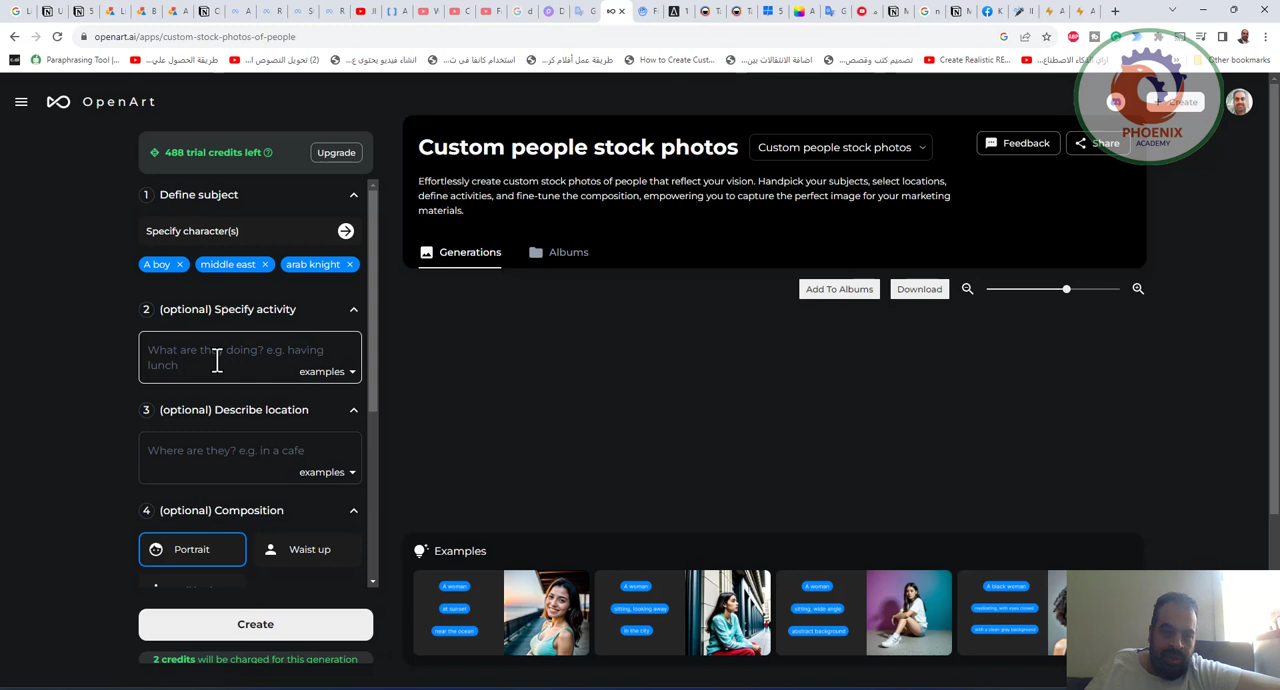 openart.ai/apps/custom-stock-photos-of-people
Paraphrasing Tool |...
طريقة الحصول علي...
(2) تحويل النصوص ا...
انشاء فيديو يحتوي ع...
استخدام كانفا في ت...
طريقة عمل أقلام كر...
How to Create Cust...
اضافة الانتقالات بين...
تصميم كتب وقصص...
Create Realistic RE...
ازاي الذكاء الاصطناع...
Other bookmarks
OpenArt
Create
PHOENIX
ACADEMY
488 trial credits left
Upgrade
1 Define subject
Specify character(s)
A boy × middle east × arab knight ×
2 (optional) Specify activity
What are they doing? e.g. having
lunch
examples
3 (optional) Describe location
Where are they? e.g. in a cafe
examples
4 (optional) Composition
Portrait
Waist up
Create
2 credits will be charged for this generation
Custom people stock photos
Custom people stock photos
Feedback
Share
Effortlessly create custom stock photos of people that reflect your vision. Handpick your subjects, select locations,
define activities, and fine-tune the composition, empowering you to capture the perfect image for your marketing
materials.
Generations
Albums
Add To Albums
Download
Examples
A woman
at sunset
near the ocean
A woman
sitting, looking away
in the city
A woman
sitting, wide angle
abstract background
A black woman
meditating, with eyes closed
with a clean gray background